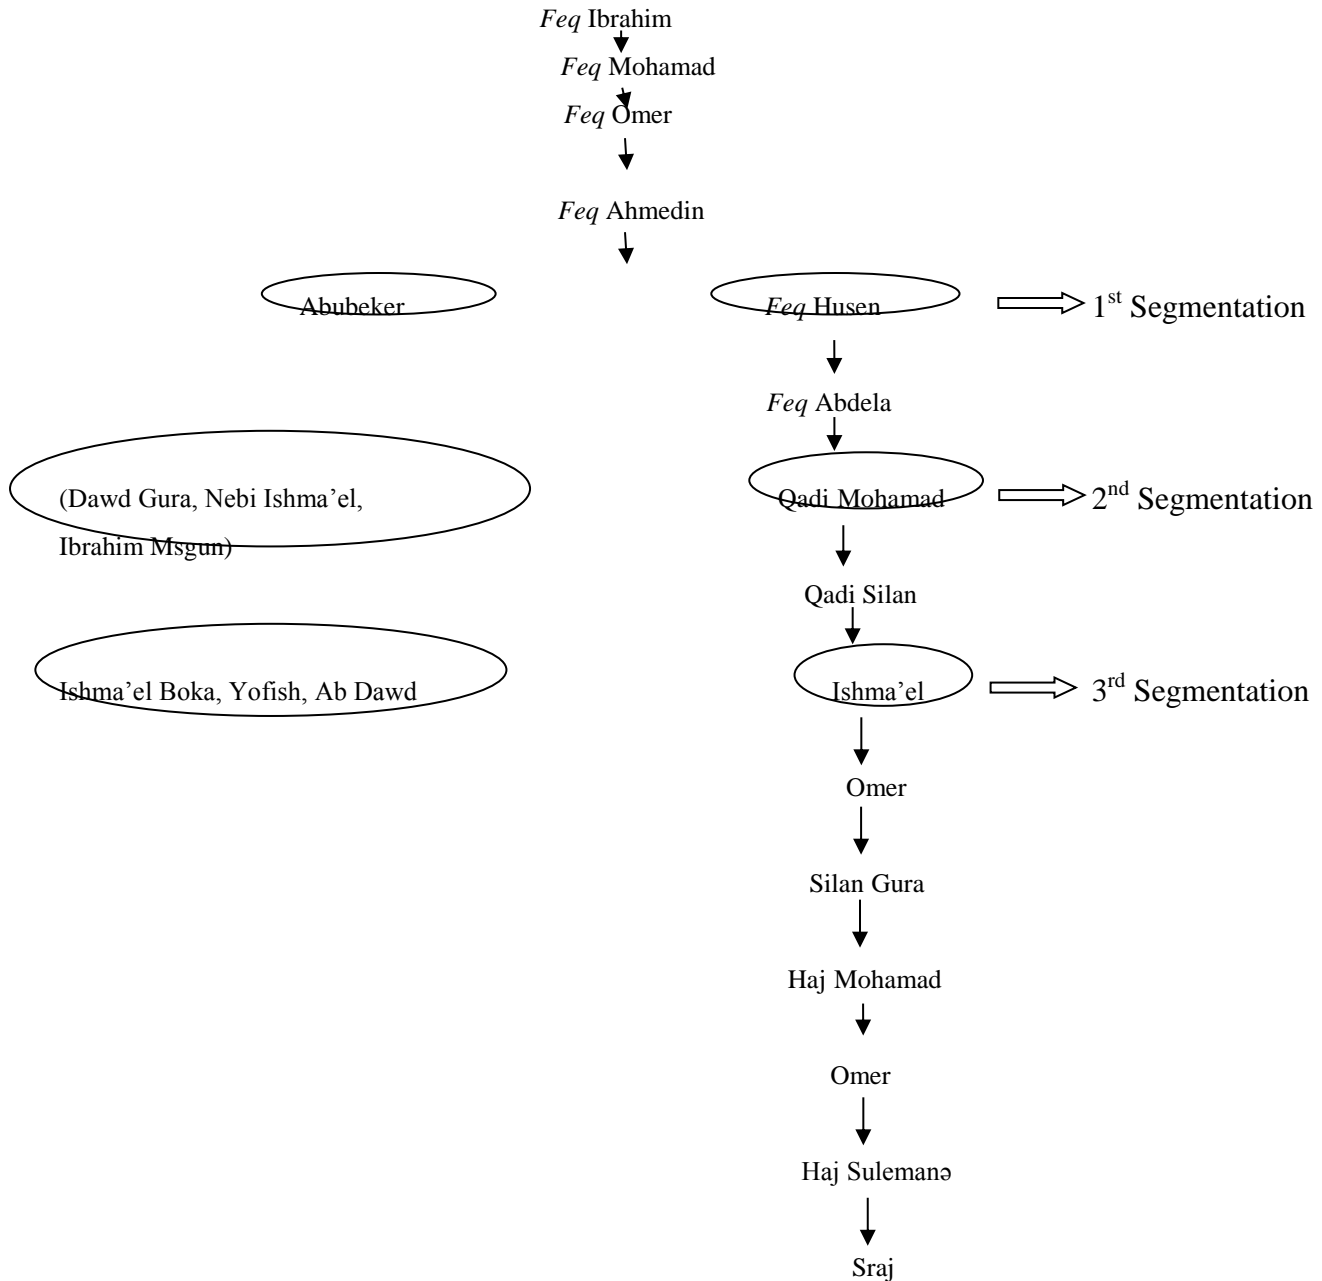 Feq Ibrahim
Feq Mohamad
Feq Omer
Feq Ahmedin
Abubeker Feq Husen 1st Segmentation
Feq Abdela
(Dawd Gura, Nebi Ishma’el, Qadi Mohamad 2nd Segmentation
Ibrahim Msgun)
Qadi Silan
Ishma’el Boka, Yofish, Ab Dawd Ishma’el 3rd Segmentation
Omer
Silan Gura
Haj Mohamad
Omer
Haj Sulemanə
Sraj